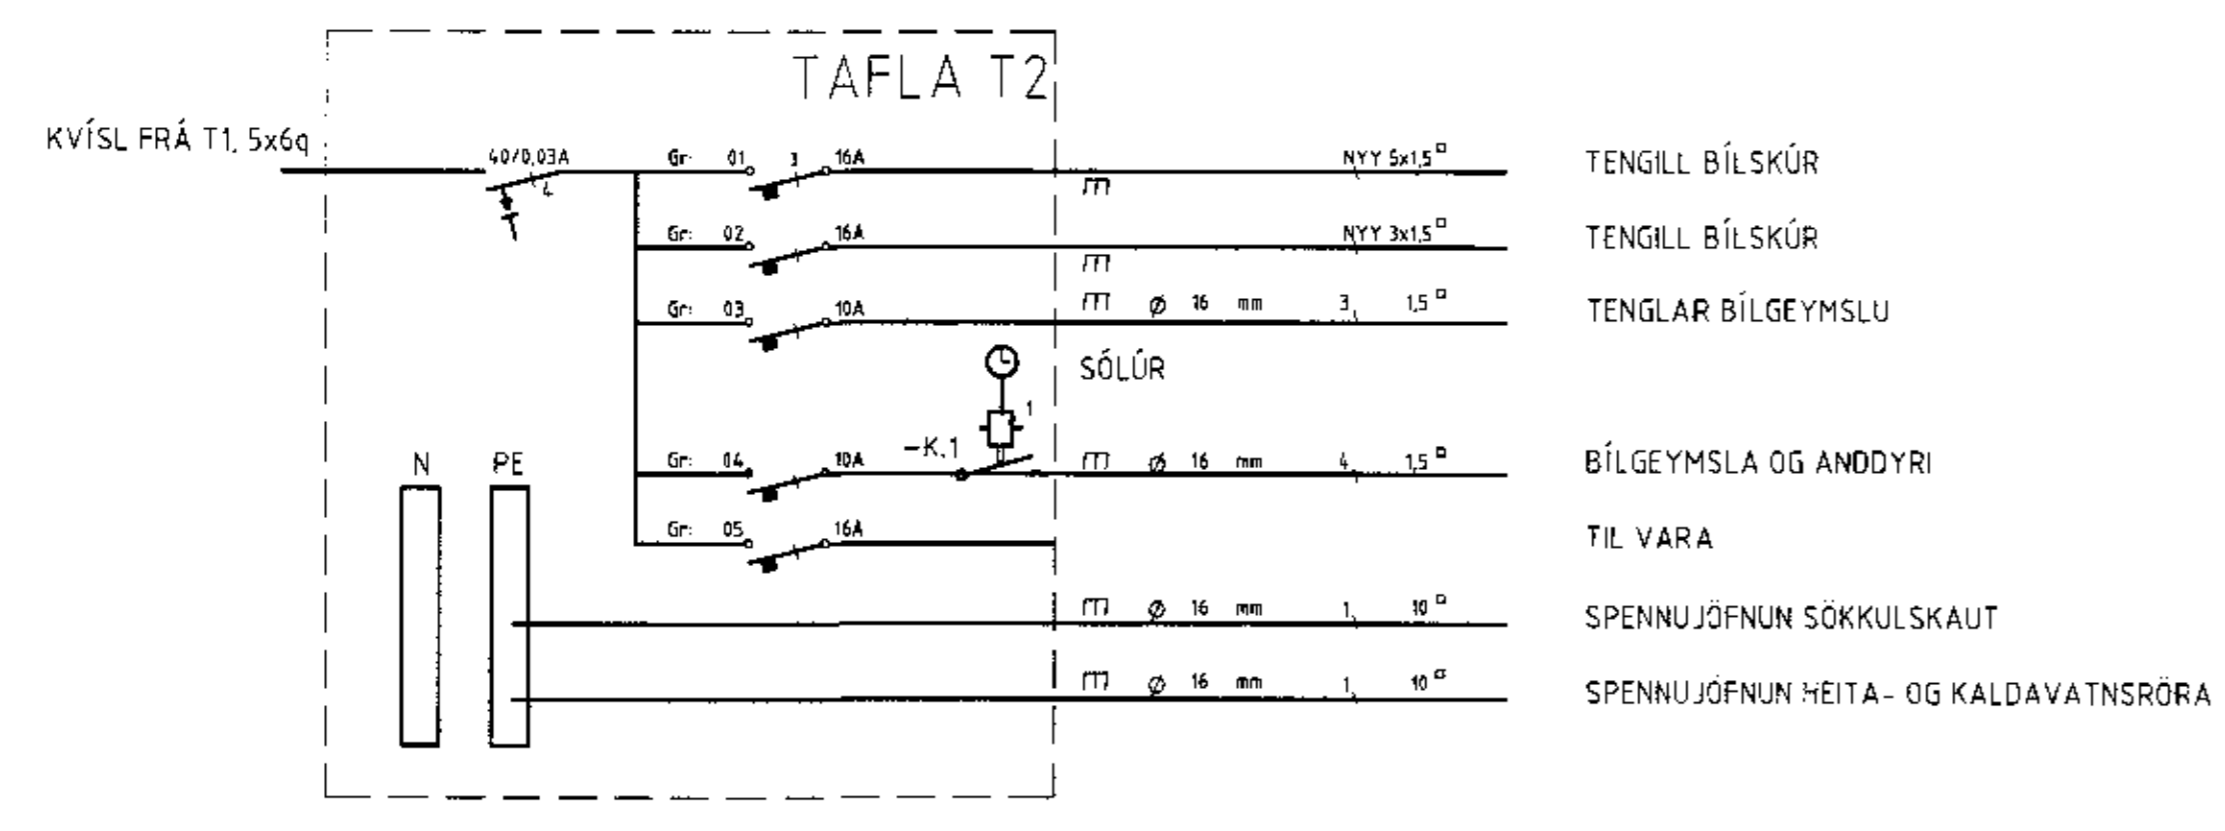 TAFLA T2
KVÍSL FRÁ T1, 5x6q
40/0,03A
4
Gr: 01 3 16A NYY 5x1,5 □ TENGILL BÍLSKÚR
Gr: 02 16A NYY 3x1,5 □ TENGILL BÍLSKÚR
Gr: 03 10A Ø 16 mm 3 1,5 □ TENGLAR BÍLGEYMSLU
SÓLÚR
1
-K.1
Gr: 04 10A Ø 16 mm 4 1,5 □ BÍLGEYMSLA OG ANDDYRI
N PE
Gr: 05 16A TIL VARA
Ø 16 mm 1 10 □ SPENNUJÖFNUN SÖKKULSKAUT
Ø 16 mm 1 10 □ SPENNUJÖFNUN HEITA- OG KALDAVATNSRÖRA